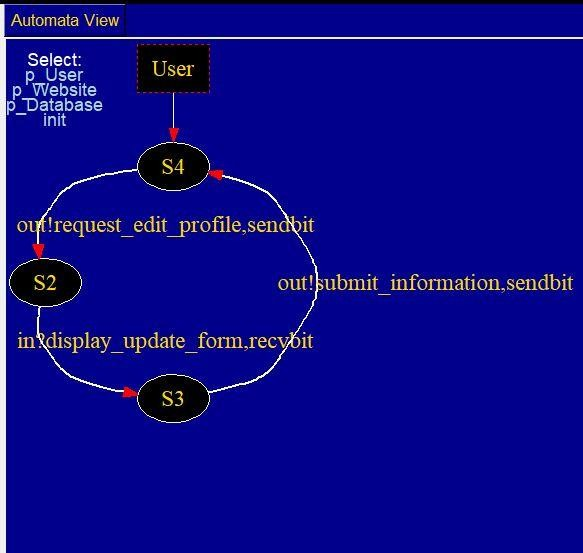 Automata View
Select:
p_User
p_Website
p_Database
init
User
S4
out!request_edit_profile,sendbit
S2
out!submit_information,sendbit
in?display_update_form,recvbit
S3